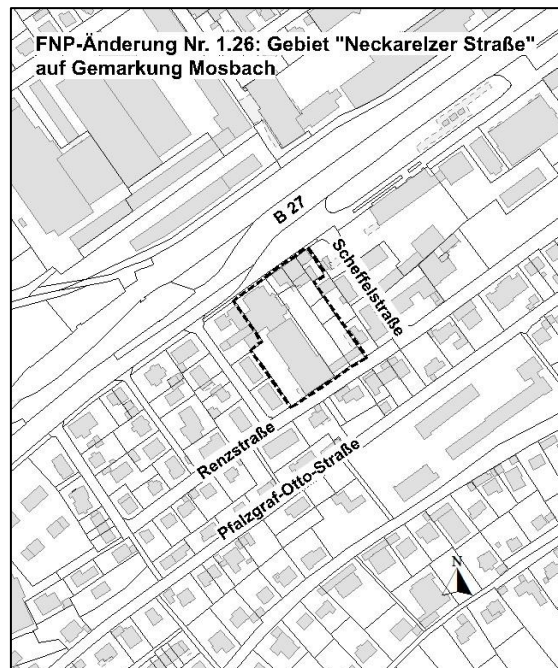 FNP-Änderung Nr. 1.26: Gebiet "Neckarelzer Straße"
auf Gemarkung Mosbach
B 27
Scheffelstraße
Renzstraße
Pfalzgraf-Otto-Straße
N